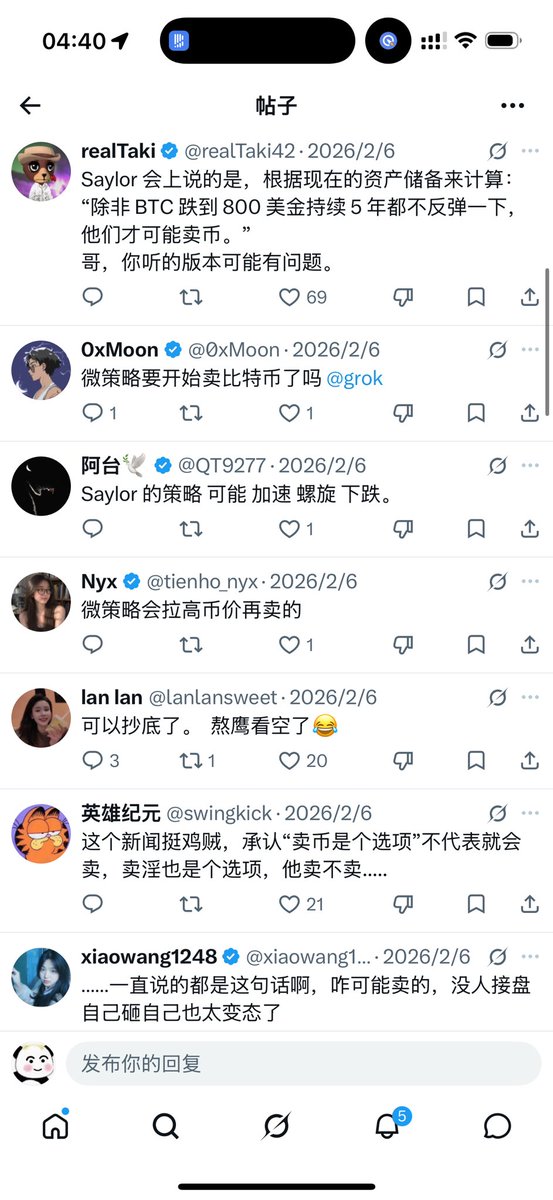 04:40
帖子
realTaki @realTaki42 · 2026/2/6
Saylor 会上说的是，根据现在的资产储备来计算：
“除非 BTC 跌到 800 美金持续 5 年都不反弹一下，
他们才可能卖币。”
哥，你听的版本可能有问题。
69
0xMoon @0xMoon · 2026/2/6
微策略要开始卖比特币了吗 @grok
1 1
阿台🕊️ @QT9277 · 2026/2/6
Saylor 的策略 可能 加速 螺旋 下跌。
1
Nyx @tienho_nyx · 2026/2/6
微策略会拉高币价再卖的
1
lan lan @lanlansweet · 2026/2/6
可以抄底了。 熬鹰看空了😂
3 1 20
英雄纪元 @swingkick · 2026/2/6
这个新闻挺鸡贼，承认“卖币是个选项”不代表就会
卖，卖淫也是个选项，他卖不卖.....
21
xiaowang1248 @xiaowang1... · 2026/2/6
......一直说的都是这句话啊，咋可能卖的，没人接盘
自己砸自己也太变态了
发布你的回复
5